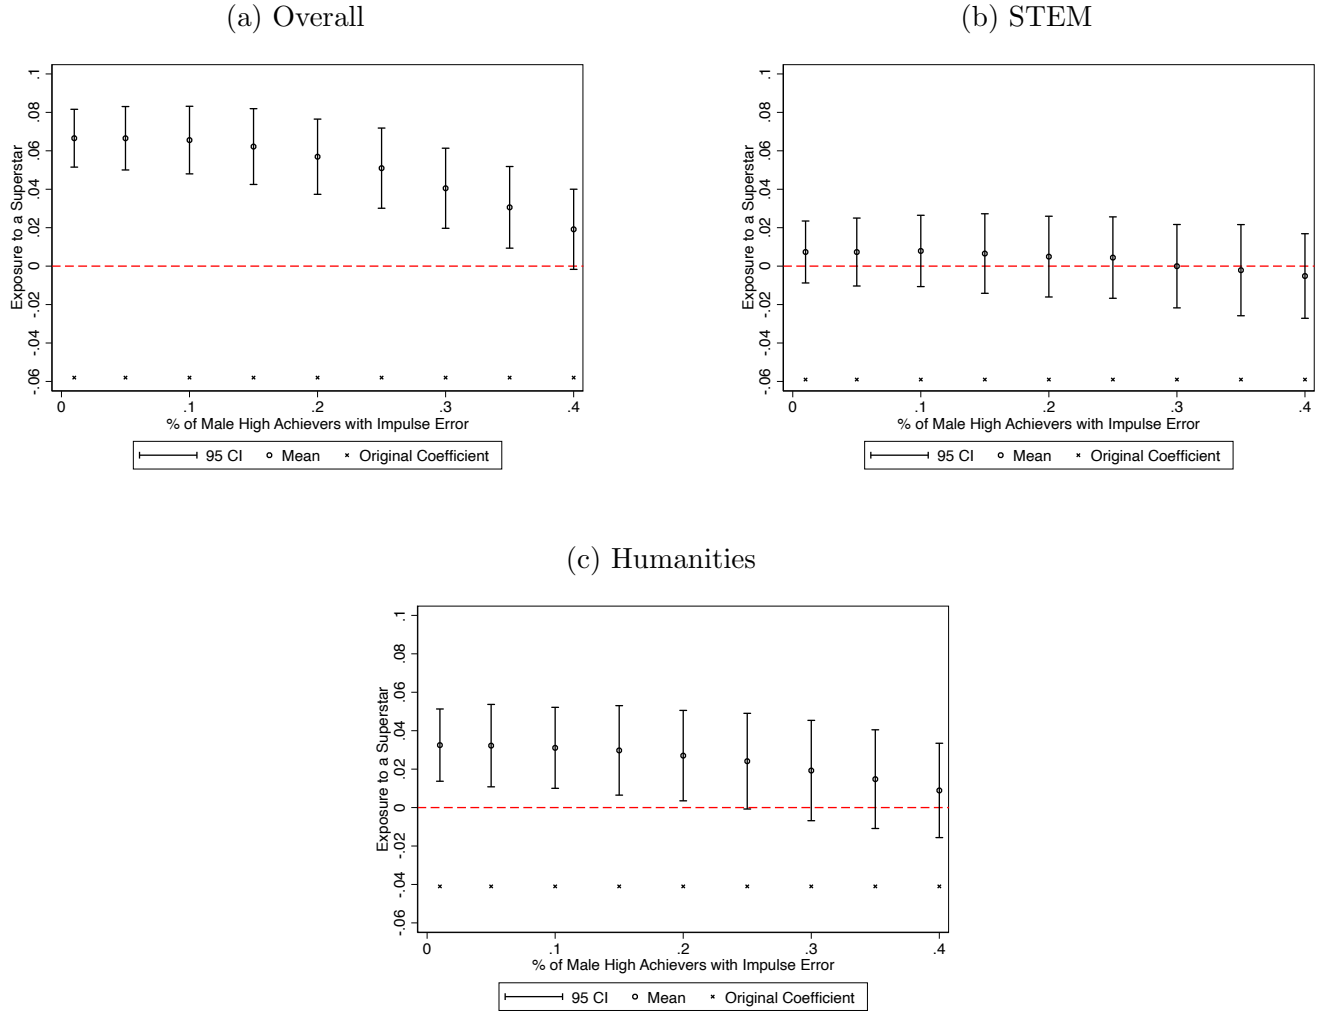 (a) Overall
Exposure to a Superstar
.1
.08
.06
.04
.02
0
-.02
-.04
-.06
0 .1 .2 .3 .4
% of Male High Achievers with Impulse Error
95 CI Mean Original Coefficient
(b) STEM
Exposure to a Superstar
.1
.08
.06
.04
.02
0
-.02
-.04
-.06
0 .1 .2 .3 .4
% of Male High Achievers with Impulse Error
95 CI Mean Original Coefficient
(c) Humanities
Exposure to a Superstar
.1
.08
.06
.04
.02
0
-.02
-.04
-.06
0 .1 .2 .3 .4
% of Male High Achievers with Impulse Error
95 CI Mean Original Coefficient